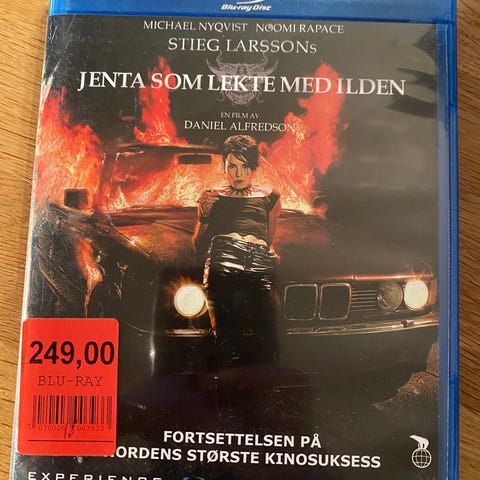 Blu-ray Disc
MICHAEL NYQVIST NOOMI RAPACE
STIEG LARSSONs
JENTA SOM LEKTE MED ILDEN
EN FILM AV
DANIEL ALFREDSON
249,00
BLU-RAY
FORTSETTELSEN PÅ
NORDENS STØRSTE KINOSUKSESS
EXPERIENCE